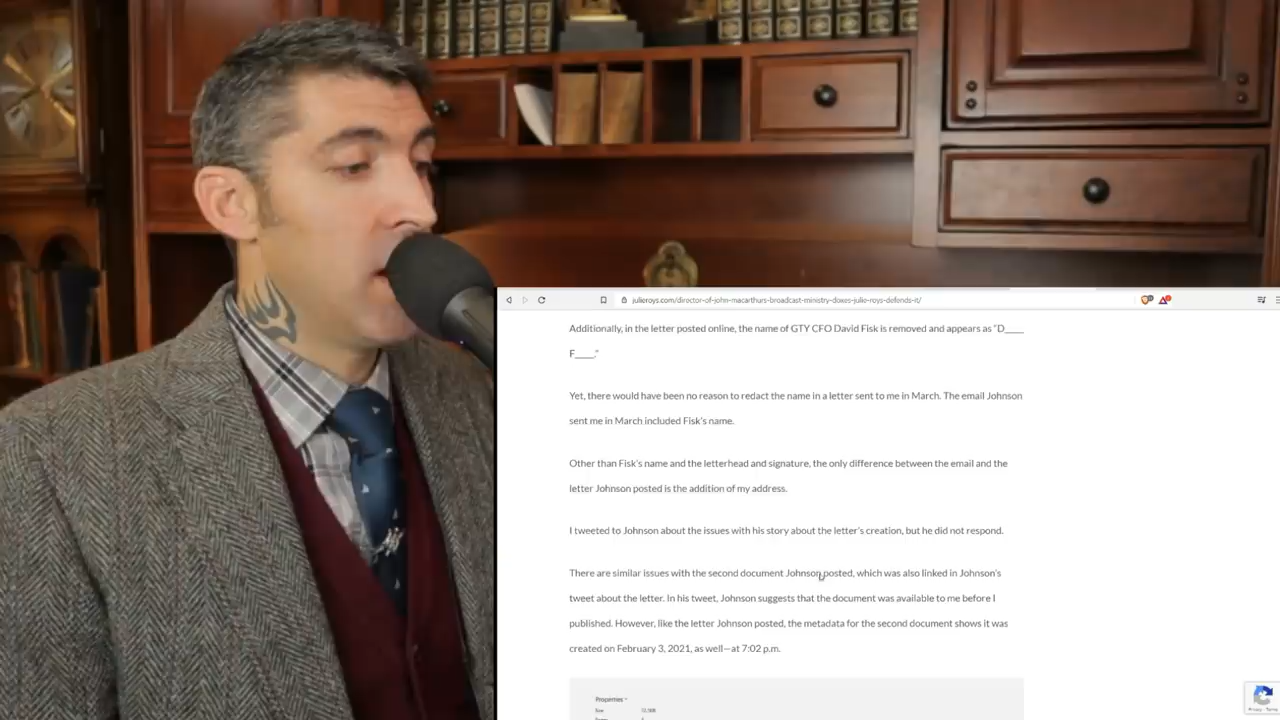 julieroys.com/director-of-john-macarthurs-broadcast-ministry-doxes-julie-roys-defends-it/
Additionally, in the letter posted online, the name of GTY CFO David Fisk is removed and appears as “D_____
F_____.”
Yet, there would have been no reason to redact the name in a letter sent to me in March. The email Johnson
sent me in March included Fisk’s name.
Other than Fisk’s name and the letterhead and signature, the only difference between the email and the
letter Johnson posted is the addition of my address.
I tweeted to Johnson about the issues with his story about the letter’s creation, but he did not respond.
There are similar issues with the second document Johnson posted, which was also linked in Johnson’s
tweet about the letter. In his tweet, Johnson suggests that the document was available to me before I
published. However, like the letter Johnson posted, the metadata for the second document shows it was
created on February 3, 2021, as well—at 7:02 p.m.
Properties
Size